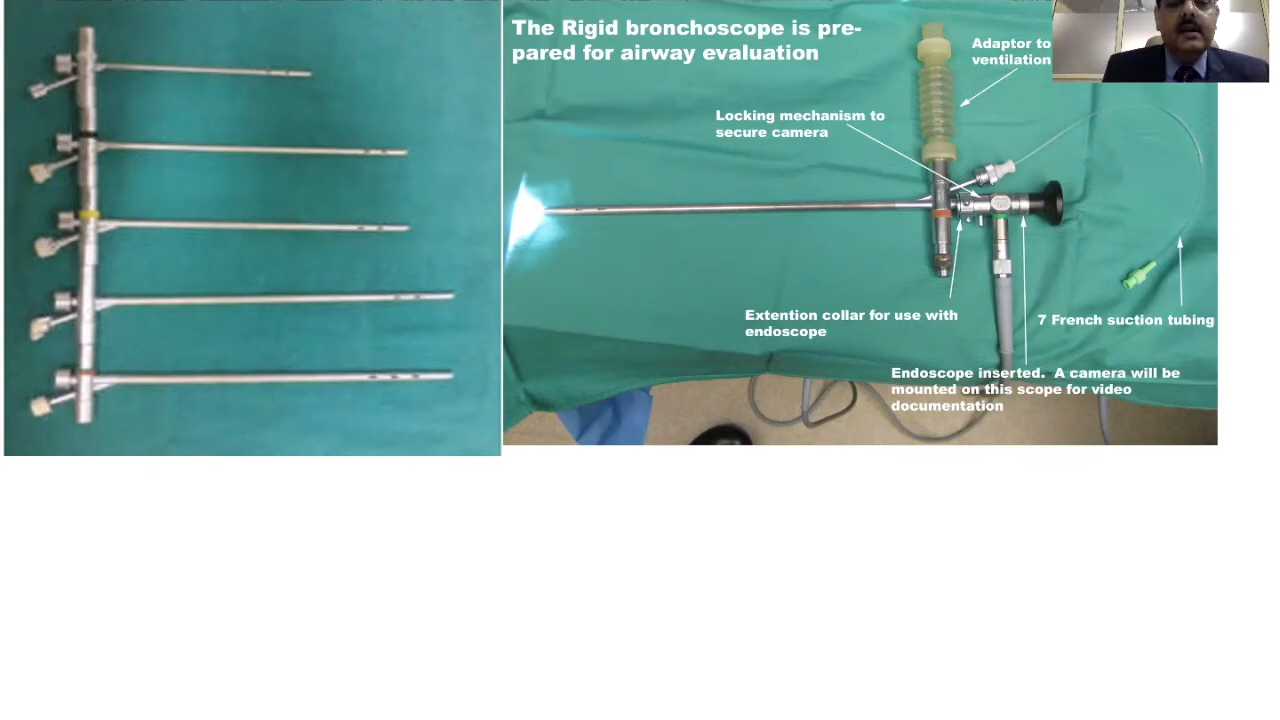 The Rigid bronchoscope is pre-
pared for airway evaluation
Adaptor to
ventilation
Locking mechanism to
secure camera
Extention collar for use with
endoscope
7 French suction tubing
Endoscope inserted.  A camera will be
mounted on this scope for video
documentation